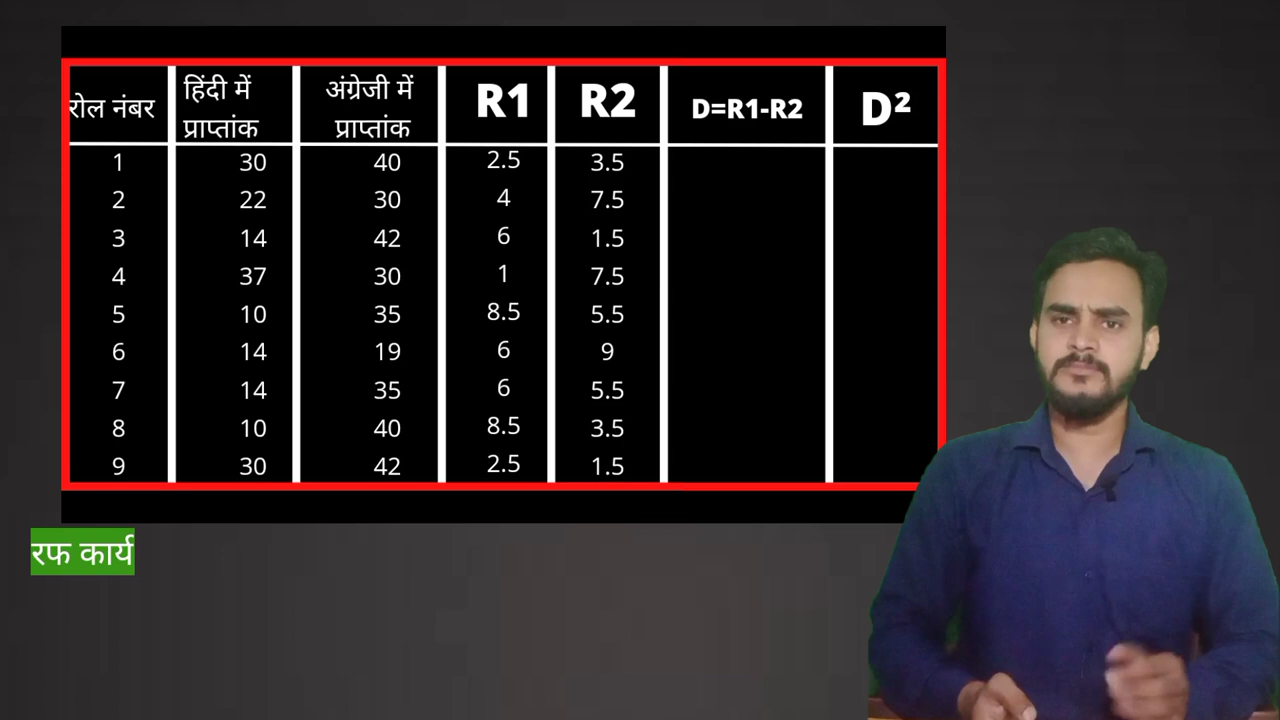 रोल नंबर हिंदी में प्राप्तांक अंग्रेजी में प्राप्तांक R1 R2 D=R1-R2 D²
1 30 40 2.5 3.5
2 22 30 4 7.5
3 14 42 6 1.5
4 37 30 1 7.5
5 10 35 8.5 5.5
6 14 19 6 9
7 14 35 6 5.5
8 10 40 8.5 3.5
9 30 42 2.5 1.5
रफ कार्य